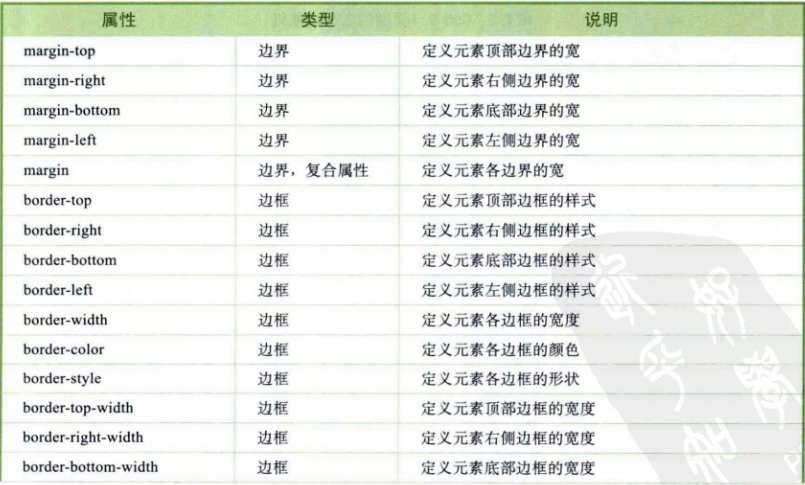 属性 类型 说明
margin-top 边界 定义元素顶部边界的宽
margin-right 边界 定义元素右侧边界的宽
margin-bottom 边界 定义元素底部边界的宽
margin-left 边界 定义元素左侧边界的宽
margin 边界，复合属性 定义元素各边界的宽
border-top 边框 定义元素顶部边框的样式
border-right 边框 定义元素右侧边框的样式
border-bottom 边框 定义元素底部边框的样式
border-left 边框 定义元素左侧边框的样式
border-width 边框 定义元素各边框的宽度
border-color 边框 定义元素各边框的颜色
border-style 边框 定义元素各边框的形状
border-top-width 边框 定义元素顶部边框的宽度
border-right-width 边框 定义元素右侧边框的宽度
border-bottom-width 边框 定义元素底部边框的宽度